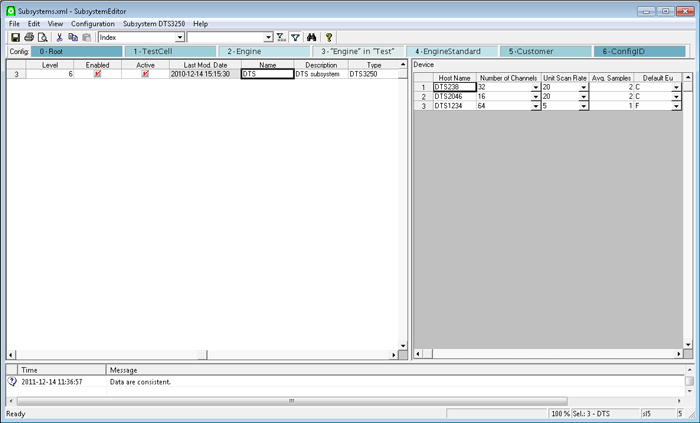 Subsystems.xml - SubsystemEditor
File Edit View Configuration Subsystem DTS3250 Help
Index
Config: 0 - Root 1 - TestCell 2 - Engine 3 - "Engine" in "Test" 4 - EngineStandard 5 - Customer 6 - ConfigID
Level Enabled Active Last Mod. Date Name Description Type
3 6 2010-12-14 15:15:30 DTS DTS subsystem DTS3250
Device
Host Name Number of Channels Unit Scan Rate Avg. Samples Default Eu
1 DTS238 32 20 2 C
2 DTS2046 16 20 2 C
3 DTS1234 64 5 1 F
Time Message
2011-12-14 11:36:57 Data are consistent.
Ready 100 % Sel.: 3 - DTS sl5 5